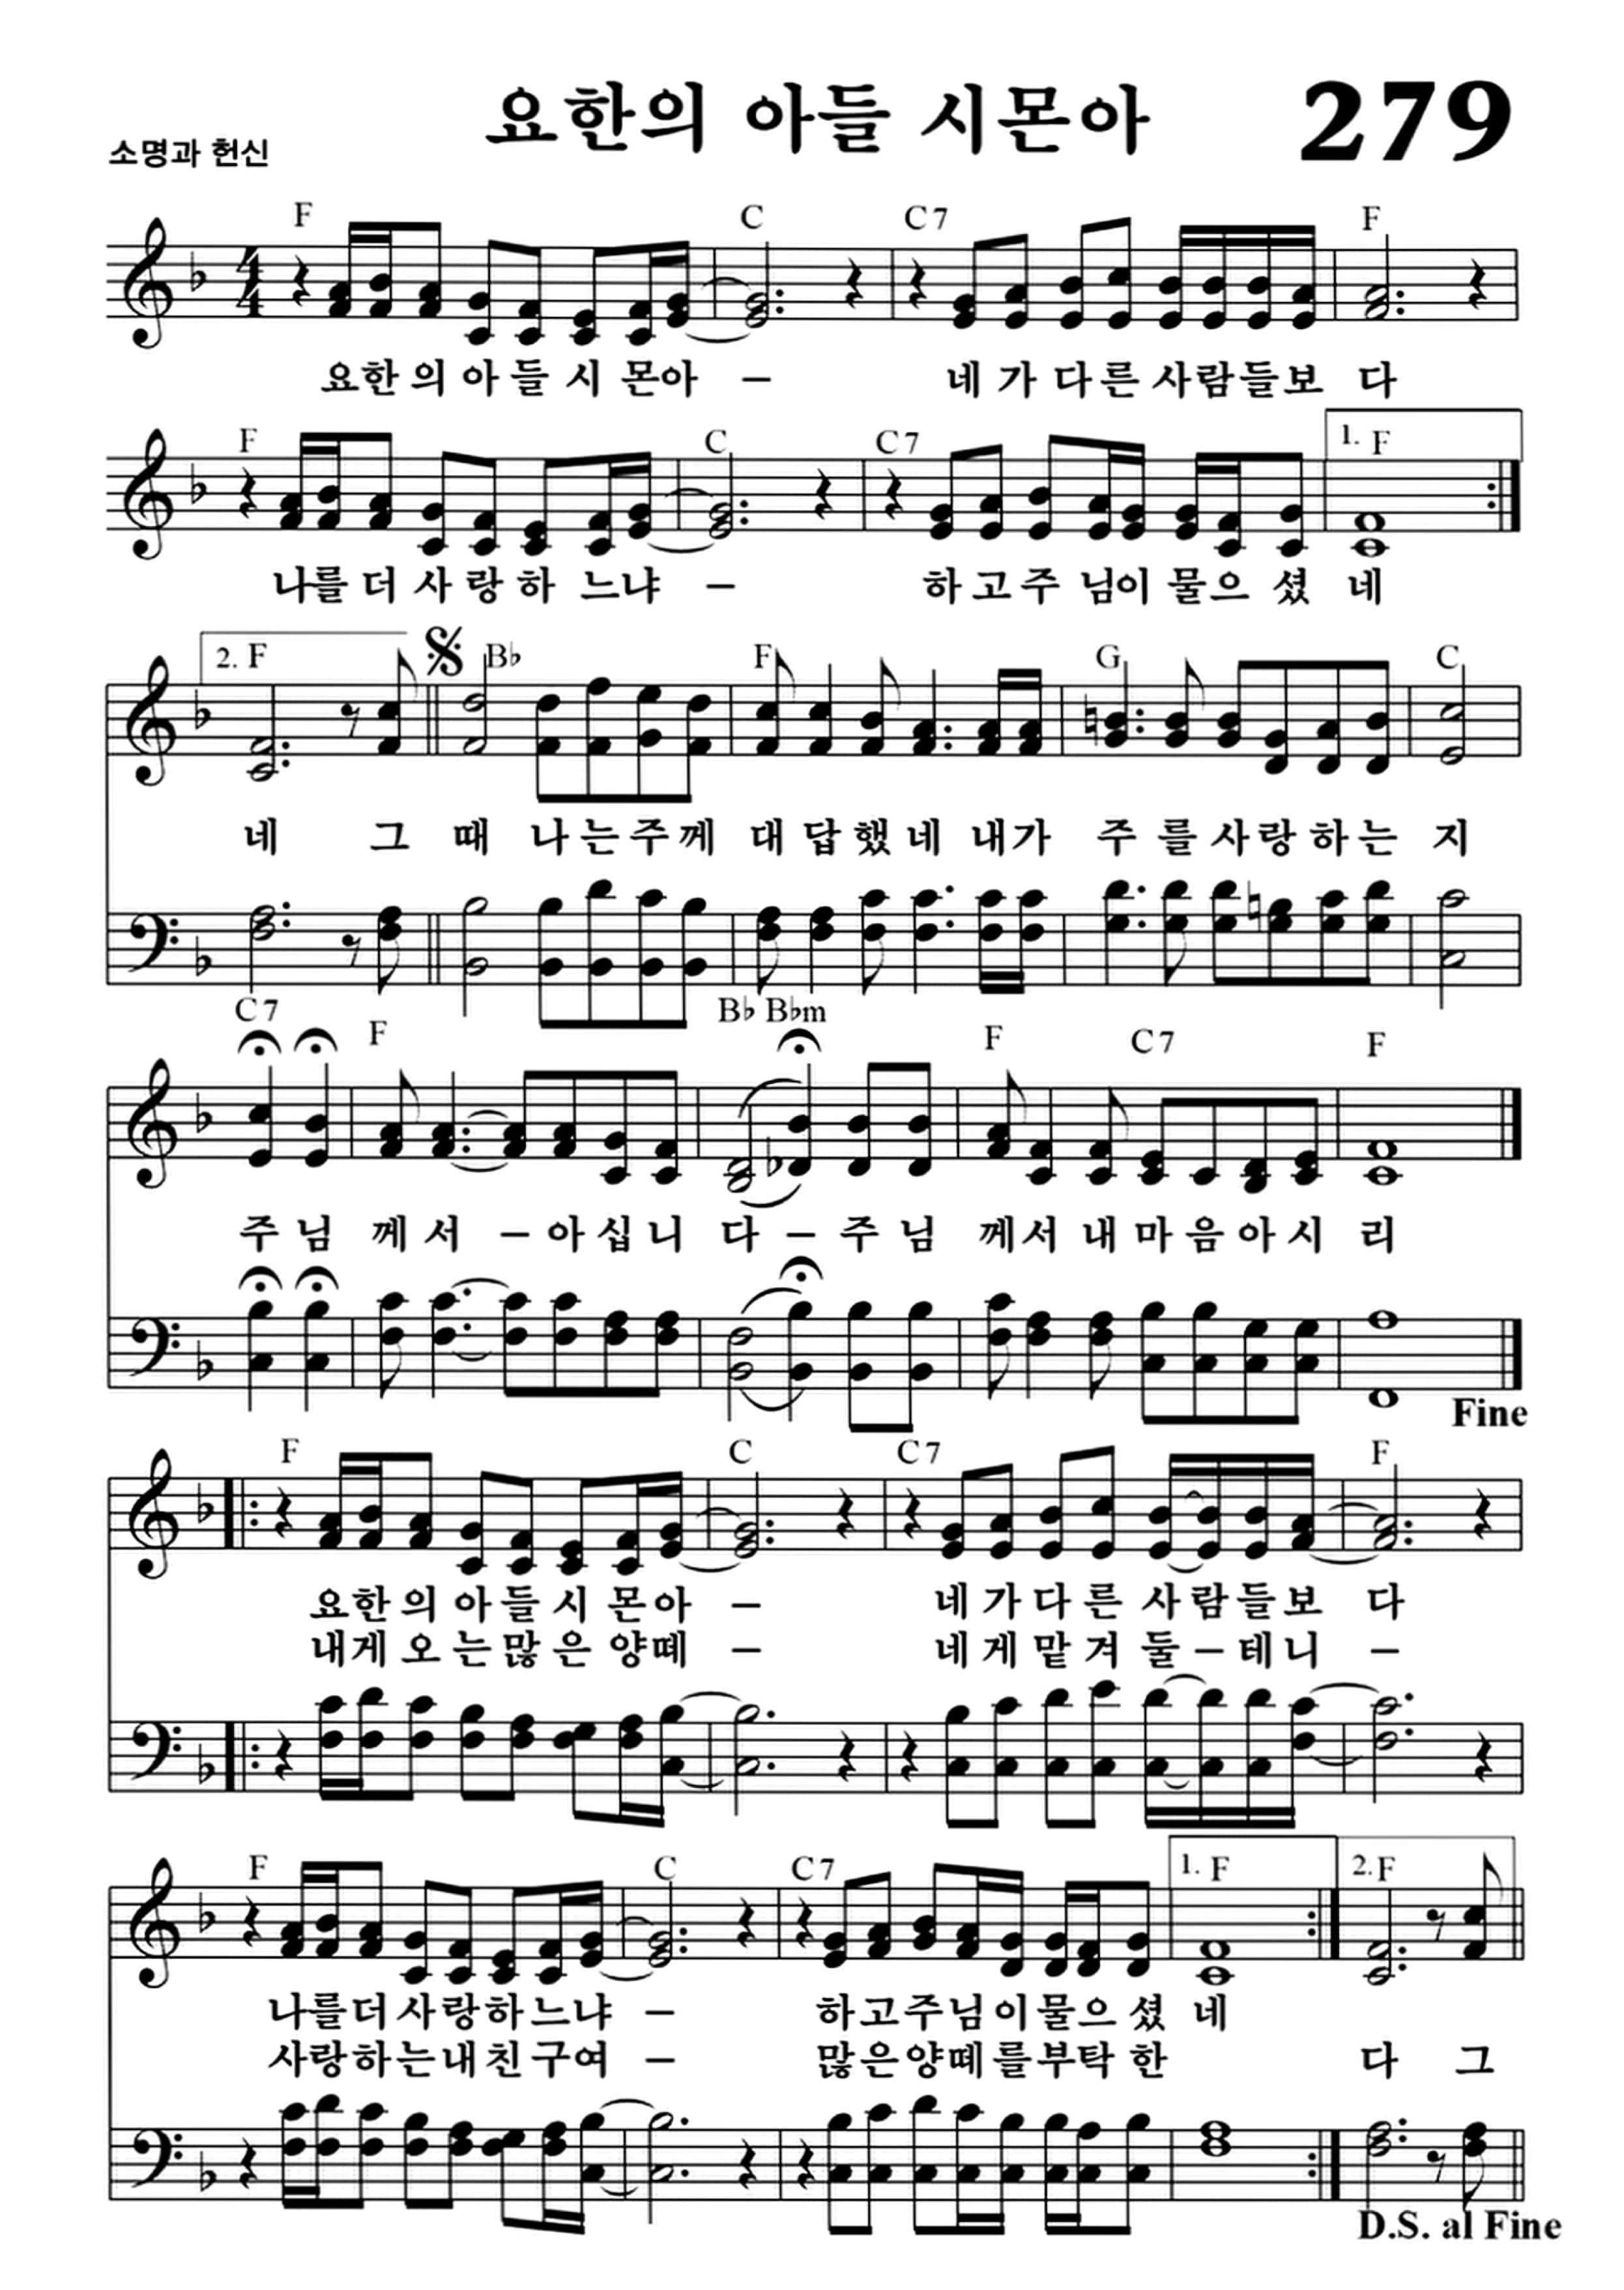 요한의 아들 시몬아 279
소명과 헌신
F C C7 F
요한의아들시몬아 – 네가다른사람들보 다
F C C7 1. F
나를더사랑하느냐 – 하고주님이물으셨 네
2. F B♭ F G C
네 그 때 나는주께 대답했네 내가 주를사랑하는 지
C7 F B♭ B♭m F C7 F
주님 께서 – 아십니 다 – 주님 께서내마음아시 리
Fine
F C C7 F
요한의아들시몬아 – 네가다른사람들보 다
내게오는많은양떼 – 네게맡겨둘–테니 –
F C C7 1. F 2. F
나를더사랑하느냐 – 하고주님이물으셨 네
사랑하는내친구여 – 많은양떼를부탁한 다 그
D.S. al Fine